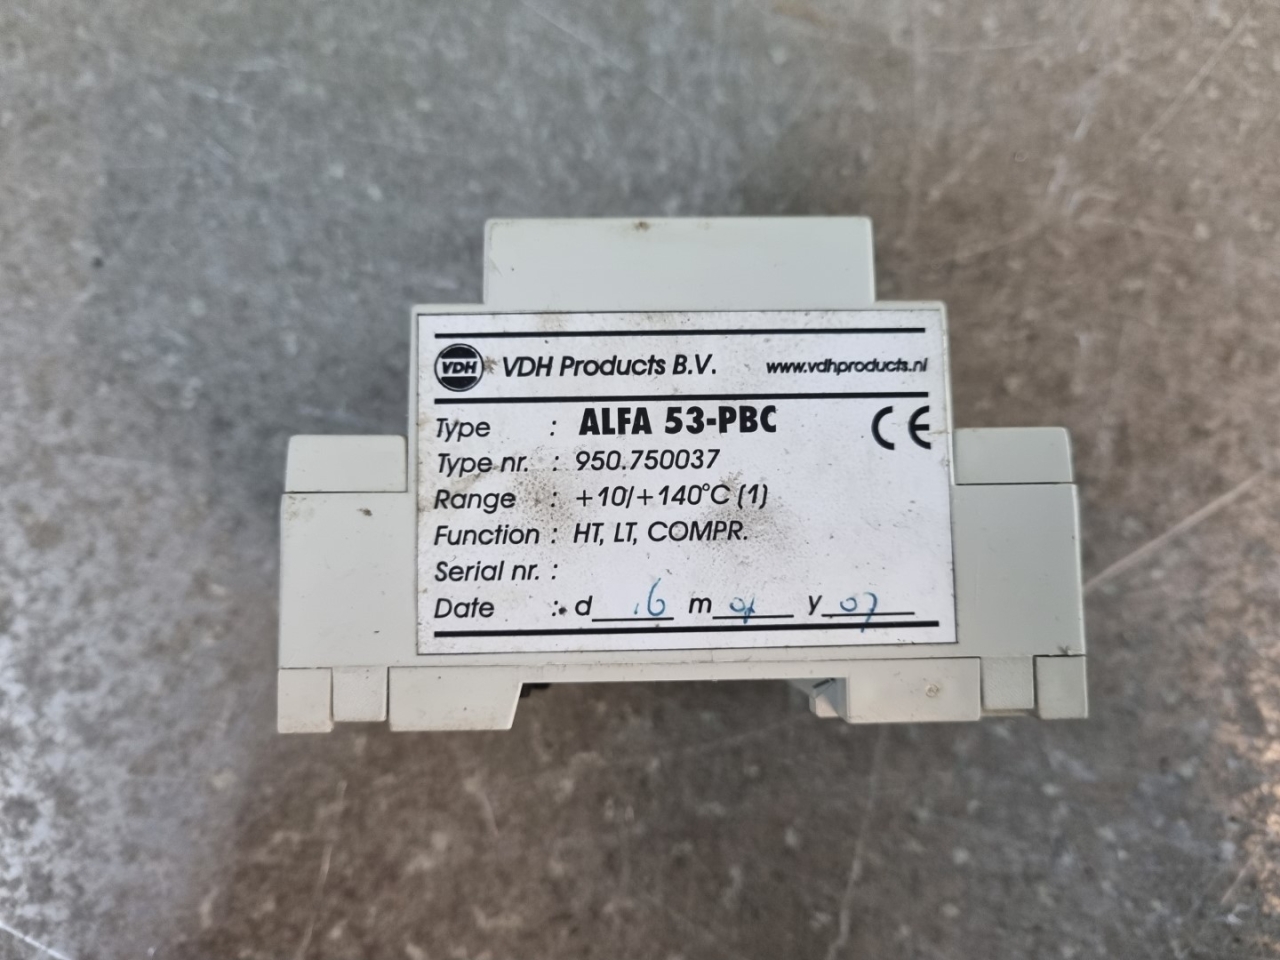 VDH VDH Products B.V. www.vdhproducts.nl
Type : ALFA 53-PBC CE
Type nr. : 950.750037
Range : +10/+140°C (1)
Function : HT, LT, COMPR.
Serial nr. :
Date : d 16 m y 07